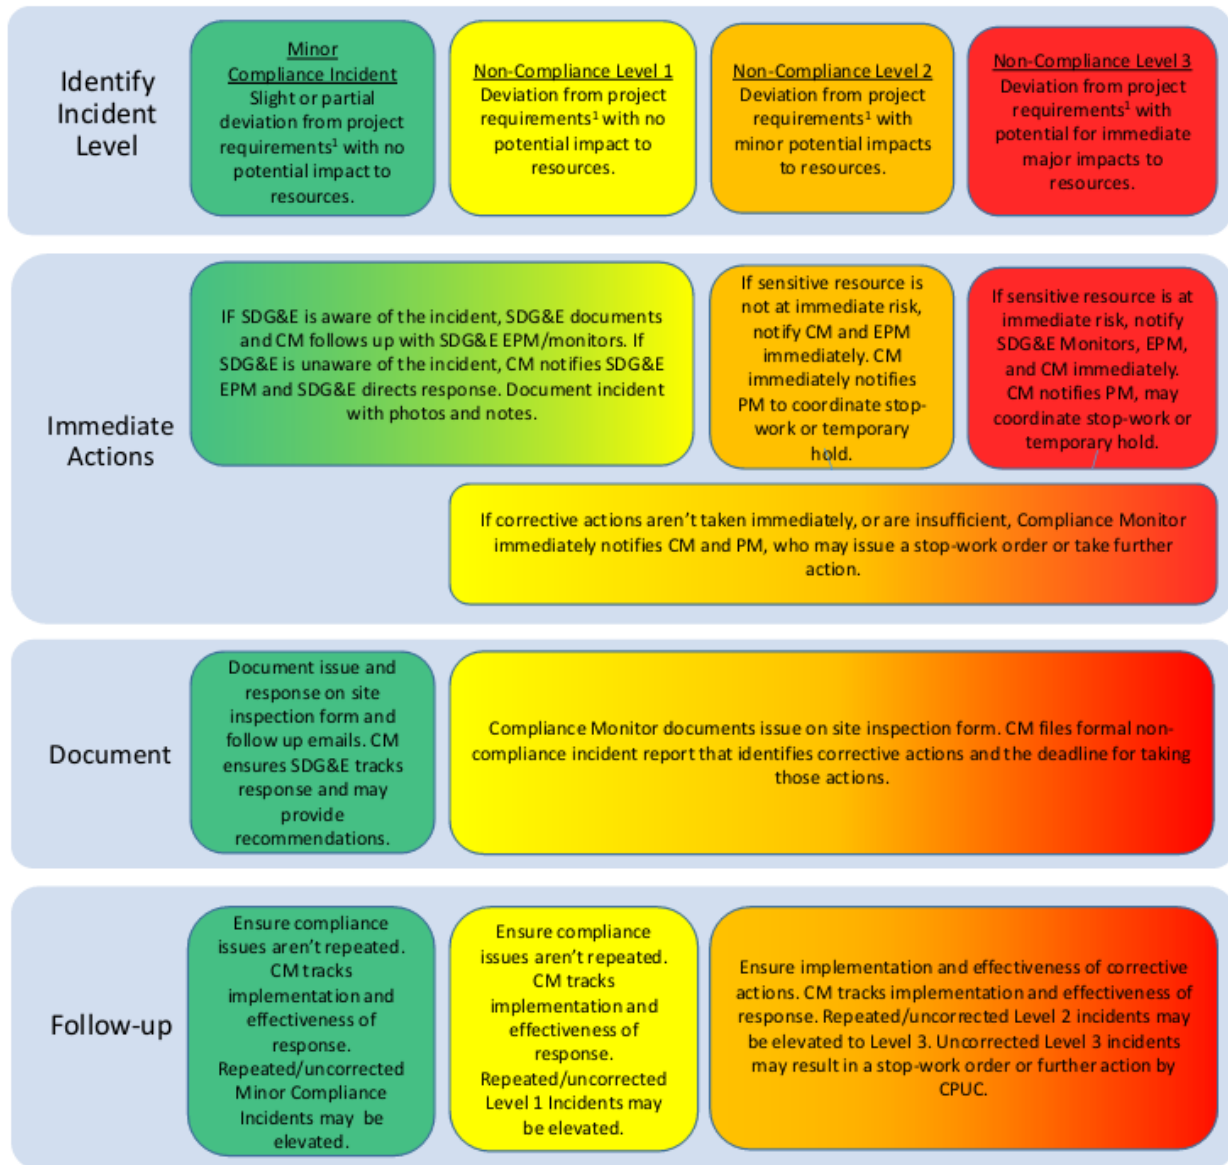 Identify
Incident
Level
Minor
Compliance Incident
Slight or partial
deviation from project
requirements¹ with no
potential impact to
resources.
Non-Compliance Level 1
Deviation from project
requirements¹ with no
potential impact to
resources.
Non-Compliance Level 2
Deviation from project
requirements¹ with
minor potential impacts
to resources.
Non-Compliance Level 3
Deviation from project
requirements¹ with
potential for immediate
major impacts to
resources.
Immediate
Actions
IF SDG&E is aware of the incident, SDG&E documents
and CM follows up with SDG&E EPM/monitors. If
SDG&E is unaware of the incident, CM notifies SDG&E
EPM and SDG&E directs response. Document incident
with photos and notes.
If sensitive resource is
not at immediate risk,
notify CM and EPM
immediately. CM
immediately notifies
PM to coordinate stop-
work or temporary
hold.
If sensitive resource is at
immediate risk, notify
SDG&E Monitors, EPM,
and CM immediately.
CM notifies PM, may
coordinate stop-work or
temporary hold.
If corrective actions aren't taken immediately, or are insufficient, Compliance Monitor
immediately notifies CM and PM, who may issue a stop-work order or take further
action.
Document
Document issue and
response on site
inspection form and
follow up emails. CM
ensures SDG&E tracks
response and may
provide
recommendations.
Compliance Monitor documents issue on site inspection form. CM files formal non-
compliance incident report that identifies corrective actions and the deadline for taking
those actions.
Follow-up
Ensure compliance
issues aren't repeated.
CM tracks
implementation and
effectiveness of
response.
Repeated/uncorrected
Minor Compliance
Incidents may be
elevated.
Ensure compliance
issues aren't repeated.
CM tracks
implementation and
effectiveness of
response.
Repeated/uncorrected
Level 1 Incidents may
be elevated.
Ensure implementation and effectiveness of corrective
actions. CM tracks implementation and effectiveness of
response. Repeated/uncorrected Level 2 incidents may
be elevated to Level 3. Uncorrected Level 3 incidents
may result in a stop-work order or further action by
CPUC.